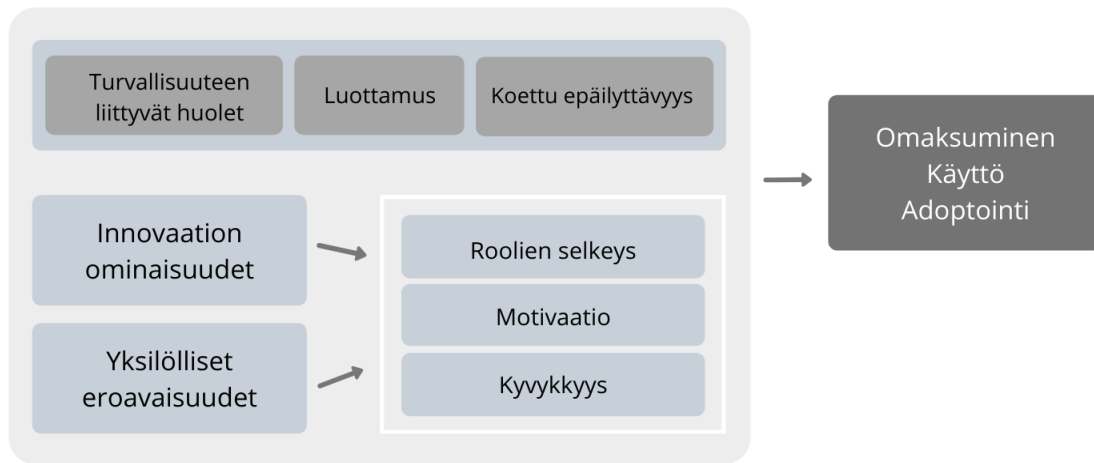 Turvallisuuteen
liittyvät huolet
Luottamus
Koettu epäilyttävyys
Omaksuminen
Käyttö
Adoptointi
Innovaation
ominaisuudet
Yksilölliset
eroavaisuudet
Roolien selkeys
Motivaatio
Kyvykkyys